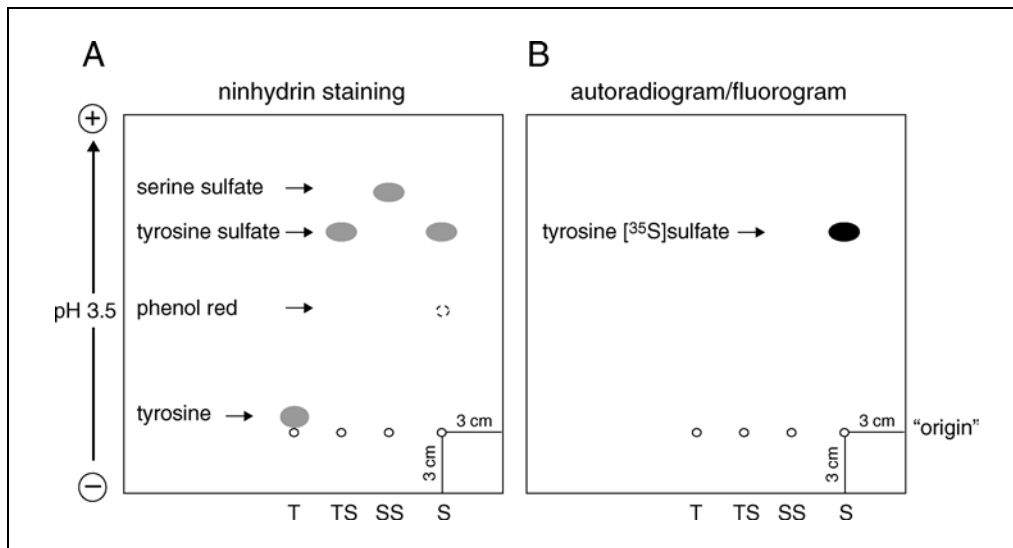 A
ninhydrin staining
+
serine sulfate
tyrosine sulfate
pH 3.5
phenol red
tyrosine
3 cm
3 cm
−
T TS SS S
B
autoradiogram/fluorogram
tyrosine [³⁵S]sulfate
3 cm
"origin"
3 cm
T TS SS S